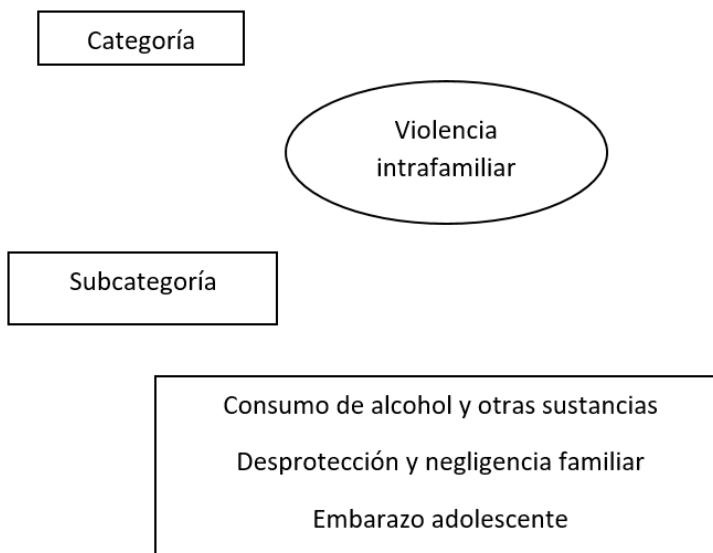 Categoría
Violencia
intrafamiliar
Subcategoría
Consumo de alcohol y otras sustancias
Desprotección y negligencia familiar
Embarazo adolescente